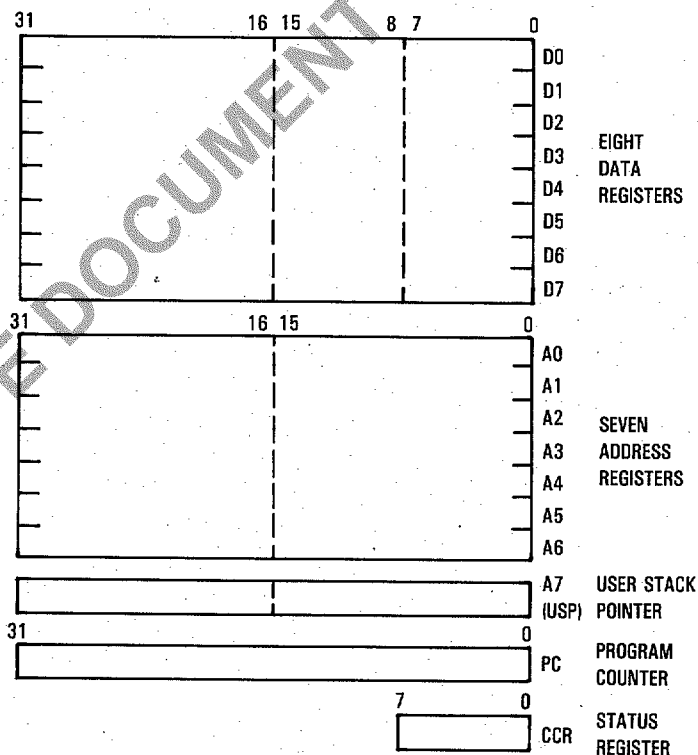 31 16 15 8 7 0
D0
D1
D2
D3
D4
D5
D6
D7
EIGHT
DATA
REGISTERS
31 16 15 0
A0
A1
A2
A3
A4
A5
A6
SEVEN
ADDRESS
REGISTERS
A7
(USP)
USER STACK
POINTER
31 0
PC
PROGRAM
COUNTER
7 0
CCR
STATUS
REGISTER
E DOCUMENT